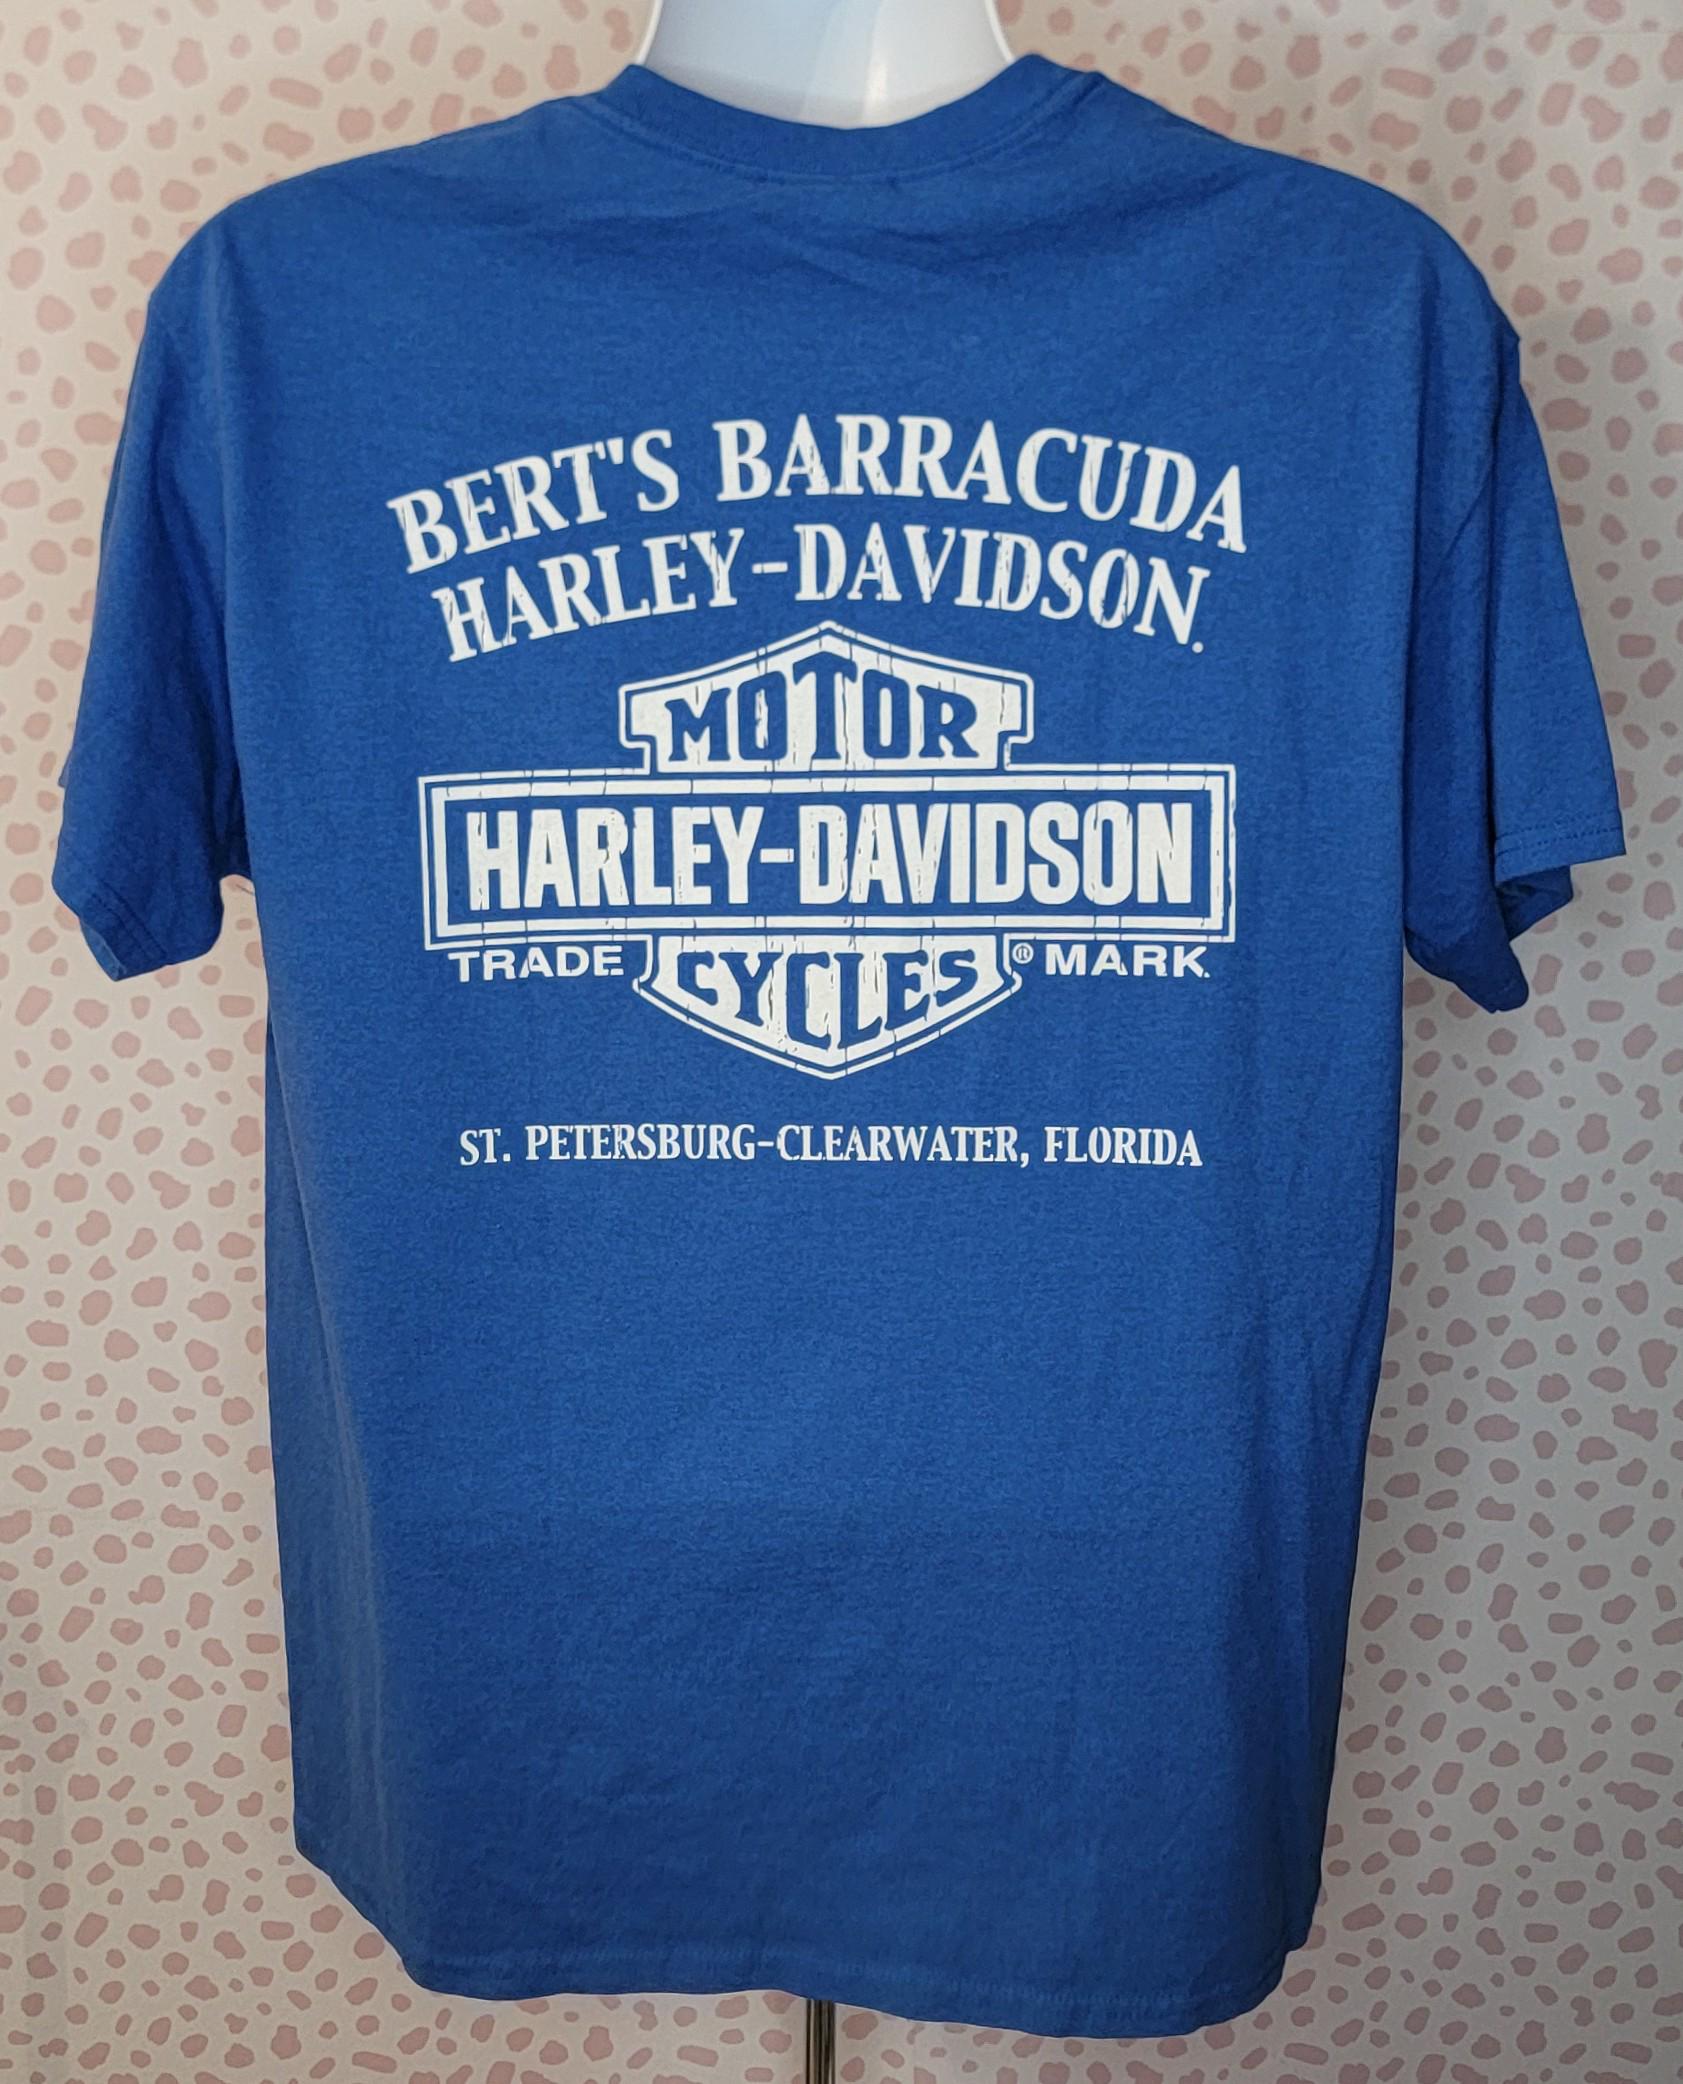 BERT'S BARRACUDA
HARLEY-DAVIDSON.
MOTOR
HARLEY-DAVIDSON
TRADE CYCLES ® MARK.
ST. PETERSBURG-CLEARWATER, FLORIDA